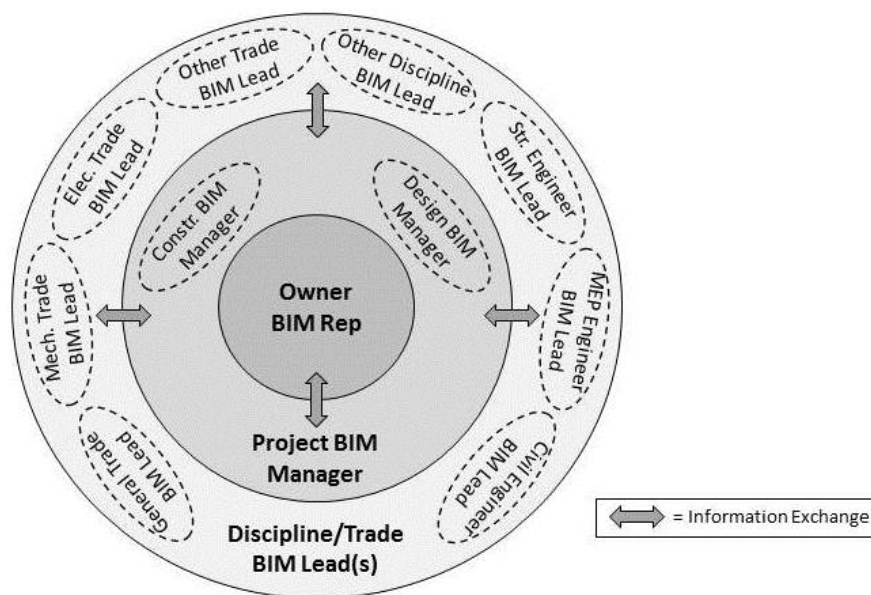 Other Trade
BIM Lead
Other Discipline
BIM Lead
Elec. Trade
BIM Lead
Str. Engineer
BIM Lead
Constr. BIM
Manager
Design BIM
Manager
Mech. Trade
BIM Lead
Owner
BIM Rep
MEP Engineer
BIM Lead
General Trade
BIM Lead
Project BIM
Manager
Civil Engineer
BIM Lead
Discipline/Trade
BIM Lead(s)
= Information Exchange